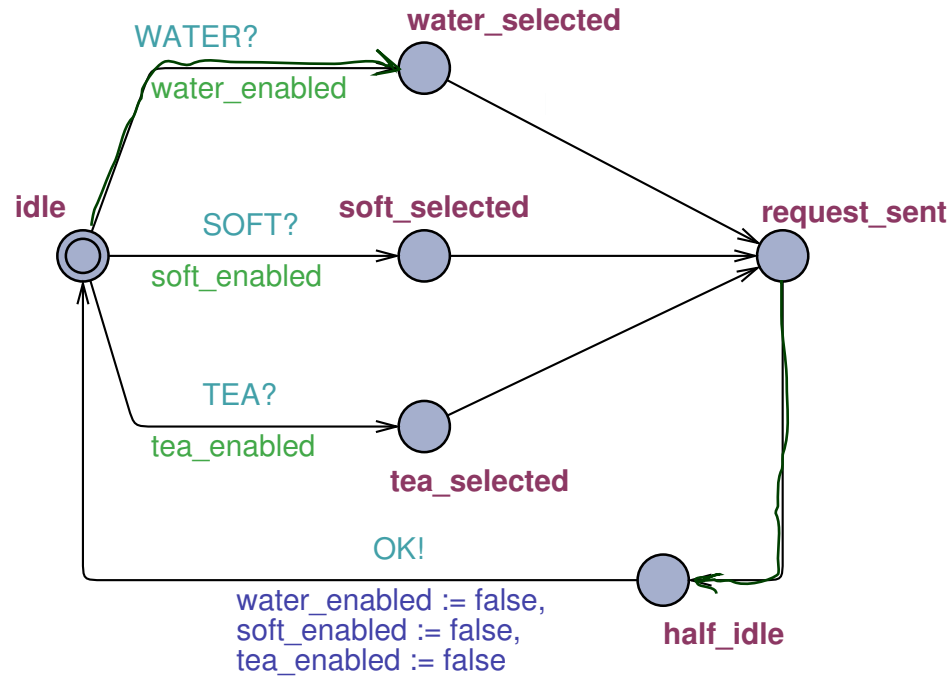 water_selected
WATER?
water_enabled
idle
soft_selected
request_sent
SOFT?
soft_enabled
TEA?
tea_enabled
tea_selected
OK!
water_enabled := false,
soft_enabled := false,
tea_enabled := false
half_idle